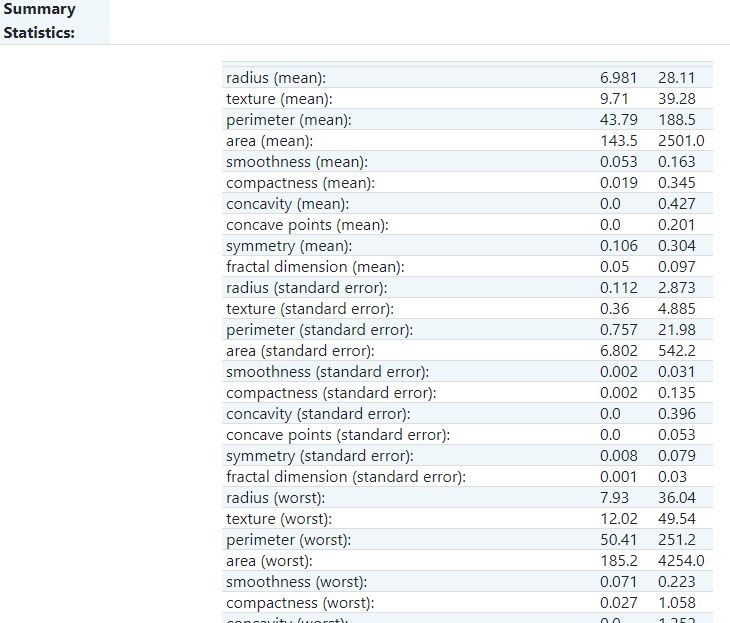 Summary
Statistics:
radius (mean): 6.981 28.11
texture (mean): 9.71 39.28
perimeter (mean): 43.79 188.5
area (mean): 143.5 2501.0
smoothness (mean): 0.053 0.163
compactness (mean): 0.019 0.345
concavity (mean): 0.0 0.427
concave points (mean): 0.0 0.201
symmetry (mean): 0.106 0.304
fractal dimension (mean): 0.05 0.097
radius (standard error): 0.112 2.873
texture (standard error): 0.36 4.885
perimeter (standard error): 0.757 21.98
area (standard error): 6.802 542.2
smoothness (standard error): 0.002 0.031
compactness (standard error): 0.002 0.135
concavity (standard error): 0.0 0.396
concave points (standard error): 0.0 0.053
symmetry (standard error): 0.008 0.079
fractal dimension (standard error): 0.001 0.03
radius (worst): 7.93 36.04
texture (worst): 12.02 49.54
perimeter (worst): 50.41 251.2
area (worst): 185.2 4254.0
smoothness (worst): 0.071 0.223
compactness (worst): 0.027 1.058
concavity (worst): 0.0 1.252